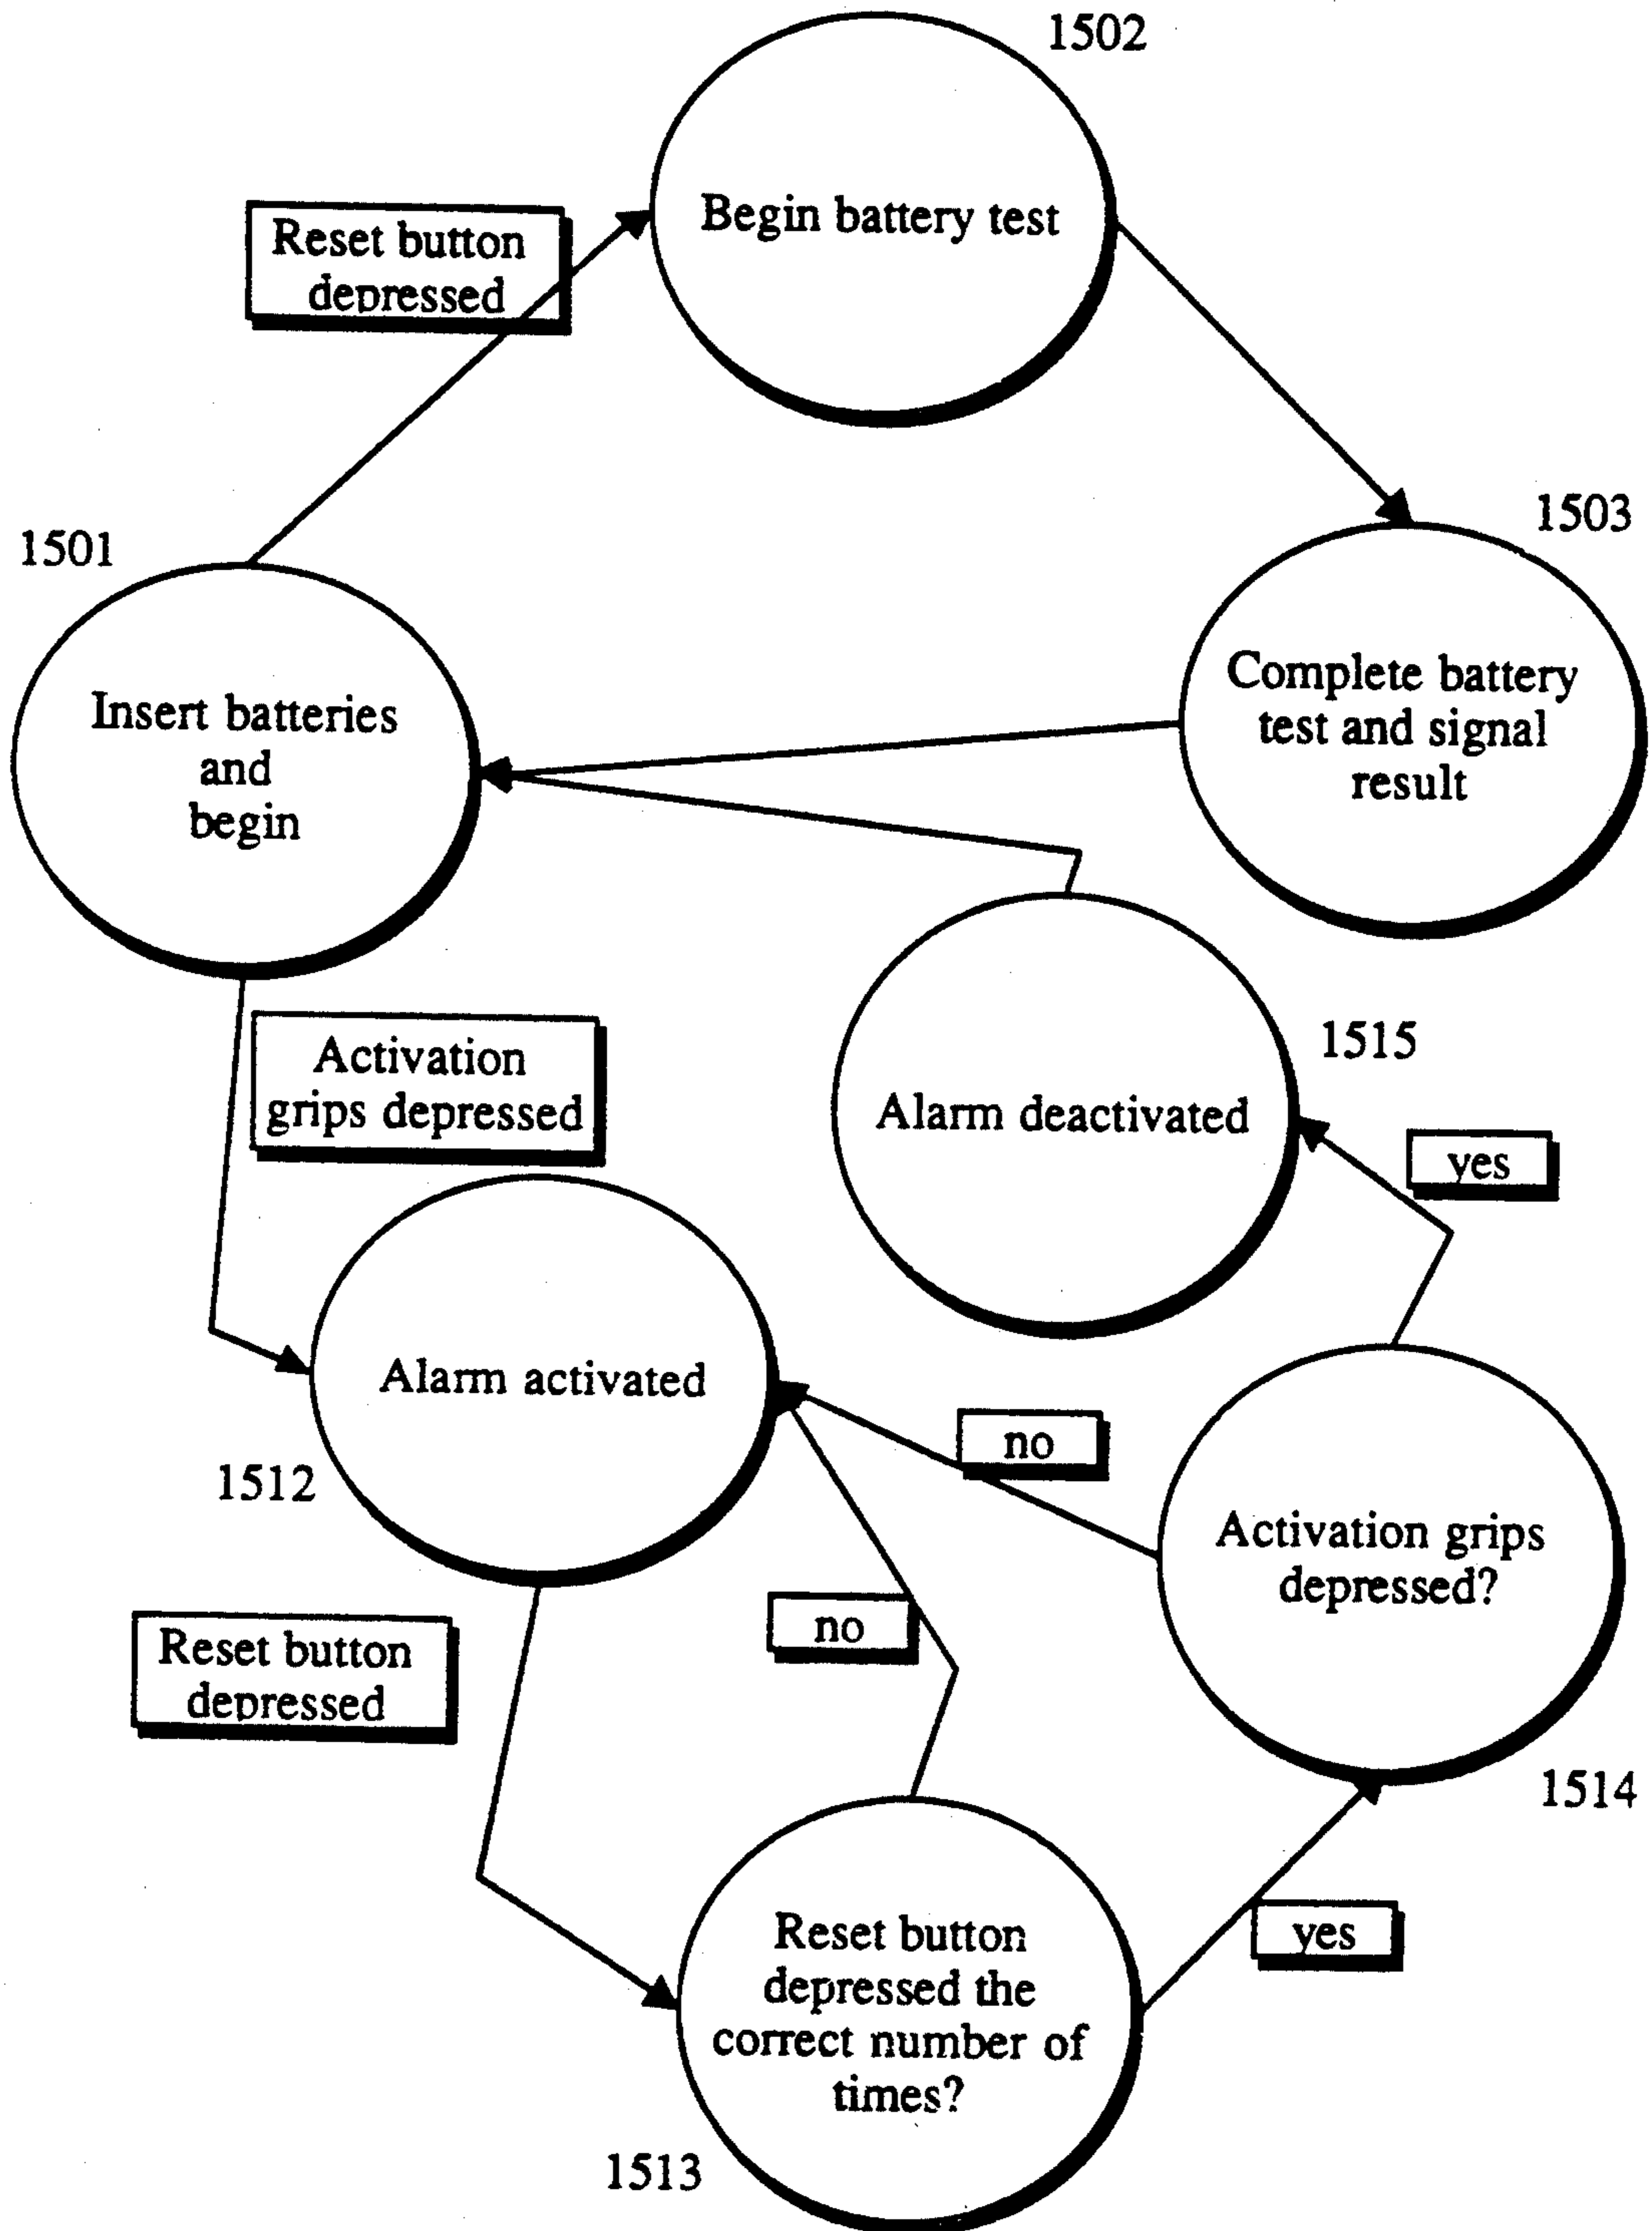 1502
Begin battery test
Reset button
depressed
1503
1501
Complete battery
test and signal
result
Insert batteries
and
begin
Activation
grips depressed
1515
Alarm deactivated
yes
Alarm activated
no
1512
Activation grips
depressed?
no
Reset button
depressed
1514
yes
Reset button
depressed the
correct number of
times?
1513